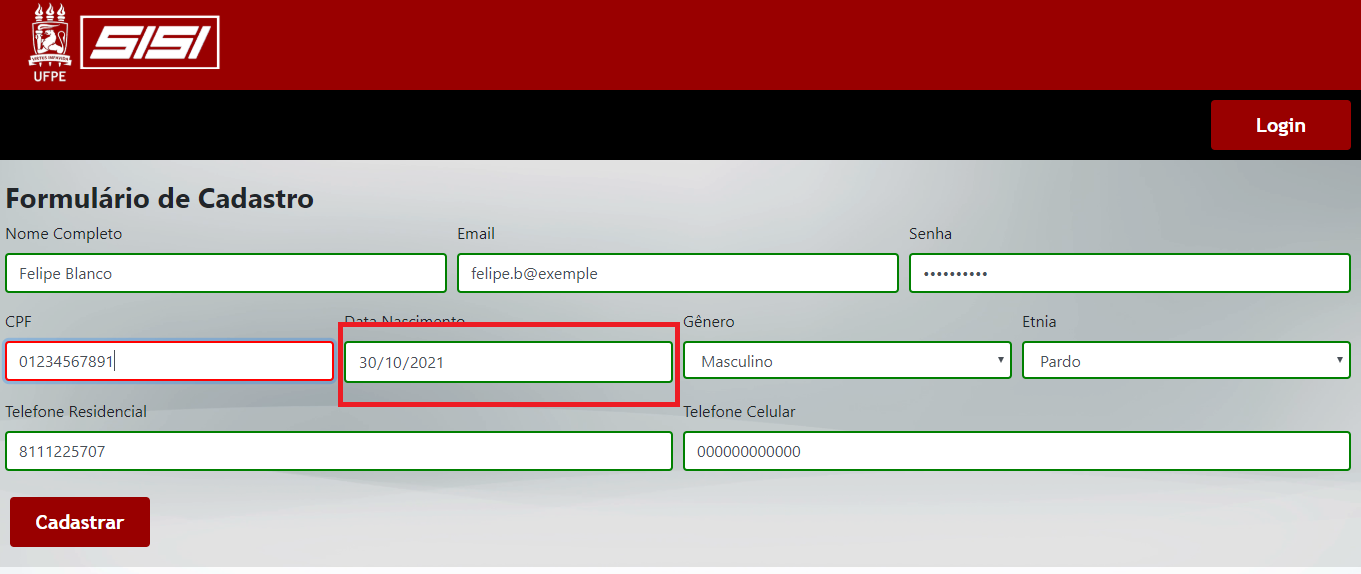 UFPE
SISI
Login
Formulário de Cadastro
Nome Completo
Email
Senha
Felipe Blanco
felipe.b@exemple
••••••••••
CPF
Data Nascimento
Gênero
Etnia
01234567891
30/10/2021
Masculino
Pardo
Telefone Residencial
Telefone Celular
8111225707
000000000000
Cadastrar